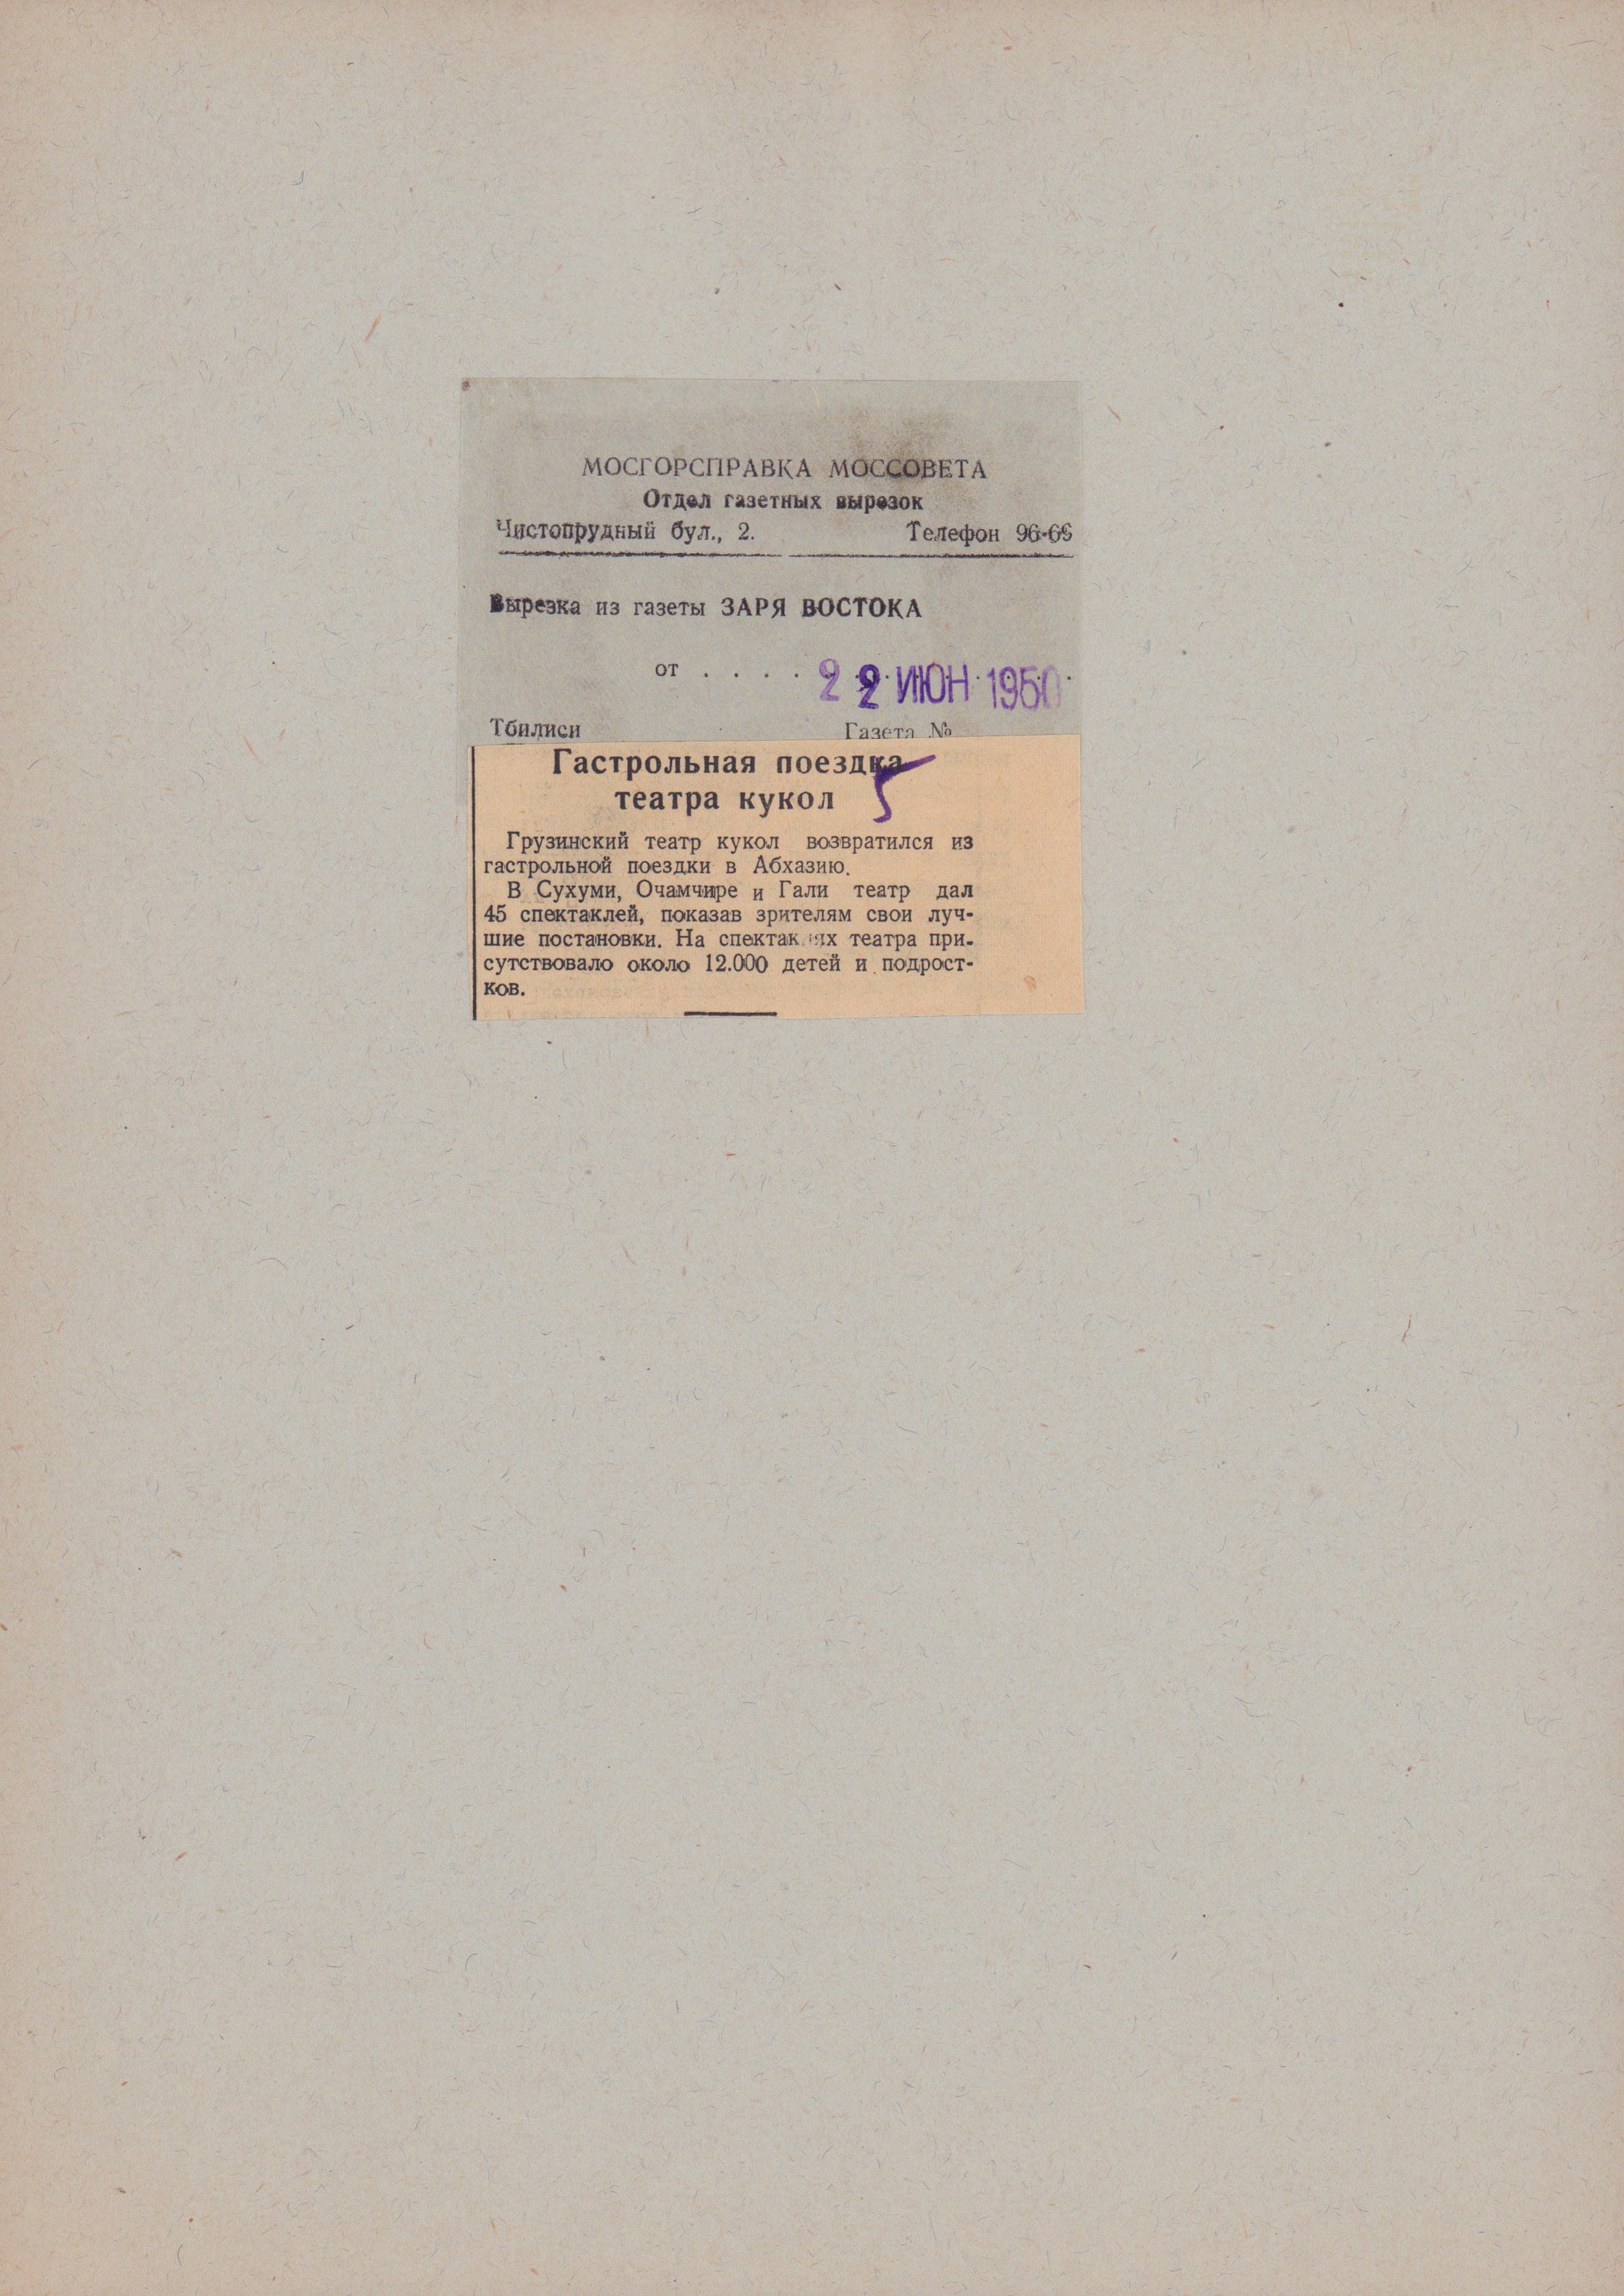 МОСГОРСПРАВКА МОССОВЕТА
Отдел газетных вырезок
Чистопрудный бул., 2. Телефон 96-69
Вырезка из газеты ЗАРЯ ВОСТОКА
от . . . . 22 ИЮН 1950
Тбилиси Газета №
Гастрольная поездка
театра кукол
5
Грузинский театр кукол возвратился из
гастрольной поездки в Абхазию.
В Сухуми, Очамчире и Гали театр дал
45 спектаклей, показав зрителям свои луч-
шие постановки. На спектаклях театра при-
сутствовало около 12.000 детей и подрост-
ков.